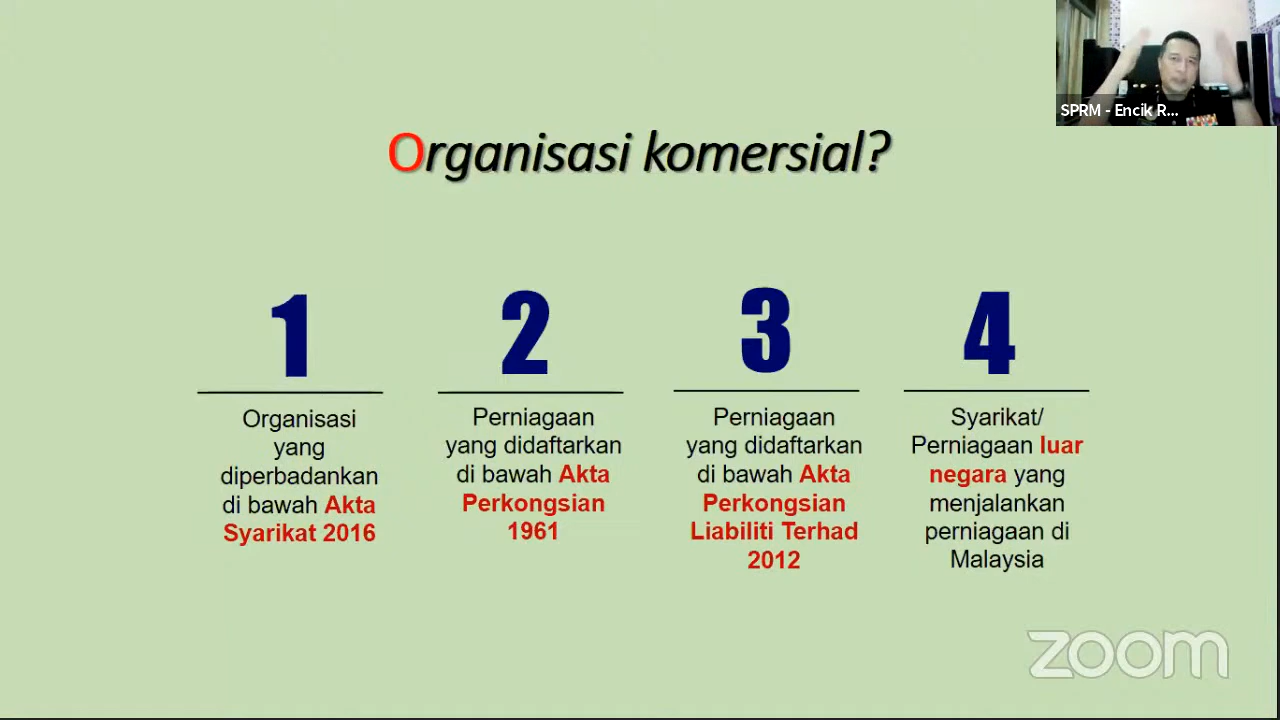 SPRM - Encik R...
Organisasi komersial?
1
Organisasi
yang
diperbadankan
di bawah Akta
Syarikat 2016
2
Perniagaan
yang didaftarkan
di bawah Akta
Perkongsian
1961
3
Perniagaan
yang didaftarkan
di bawah Akta
Perkongsian
Liabiliti Terhad
2012
4
Syarikat/
Perniagaan luar
negara yang
menjalankan
perniagaan di
Malaysia
zoom